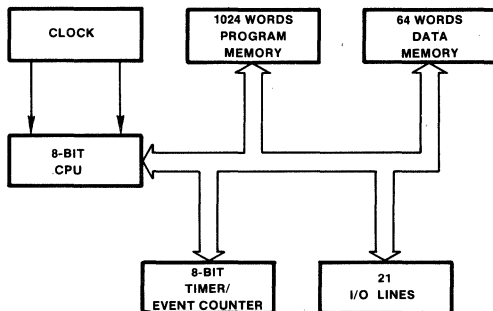 CLOCK
1024 WORDS
PROGRAM
MEMORY
64 WORDS
DATA
MEMORY
8-BIT
CPU
8-BIT
TIMER/
EVENT COUNTER
21
I/O LINES